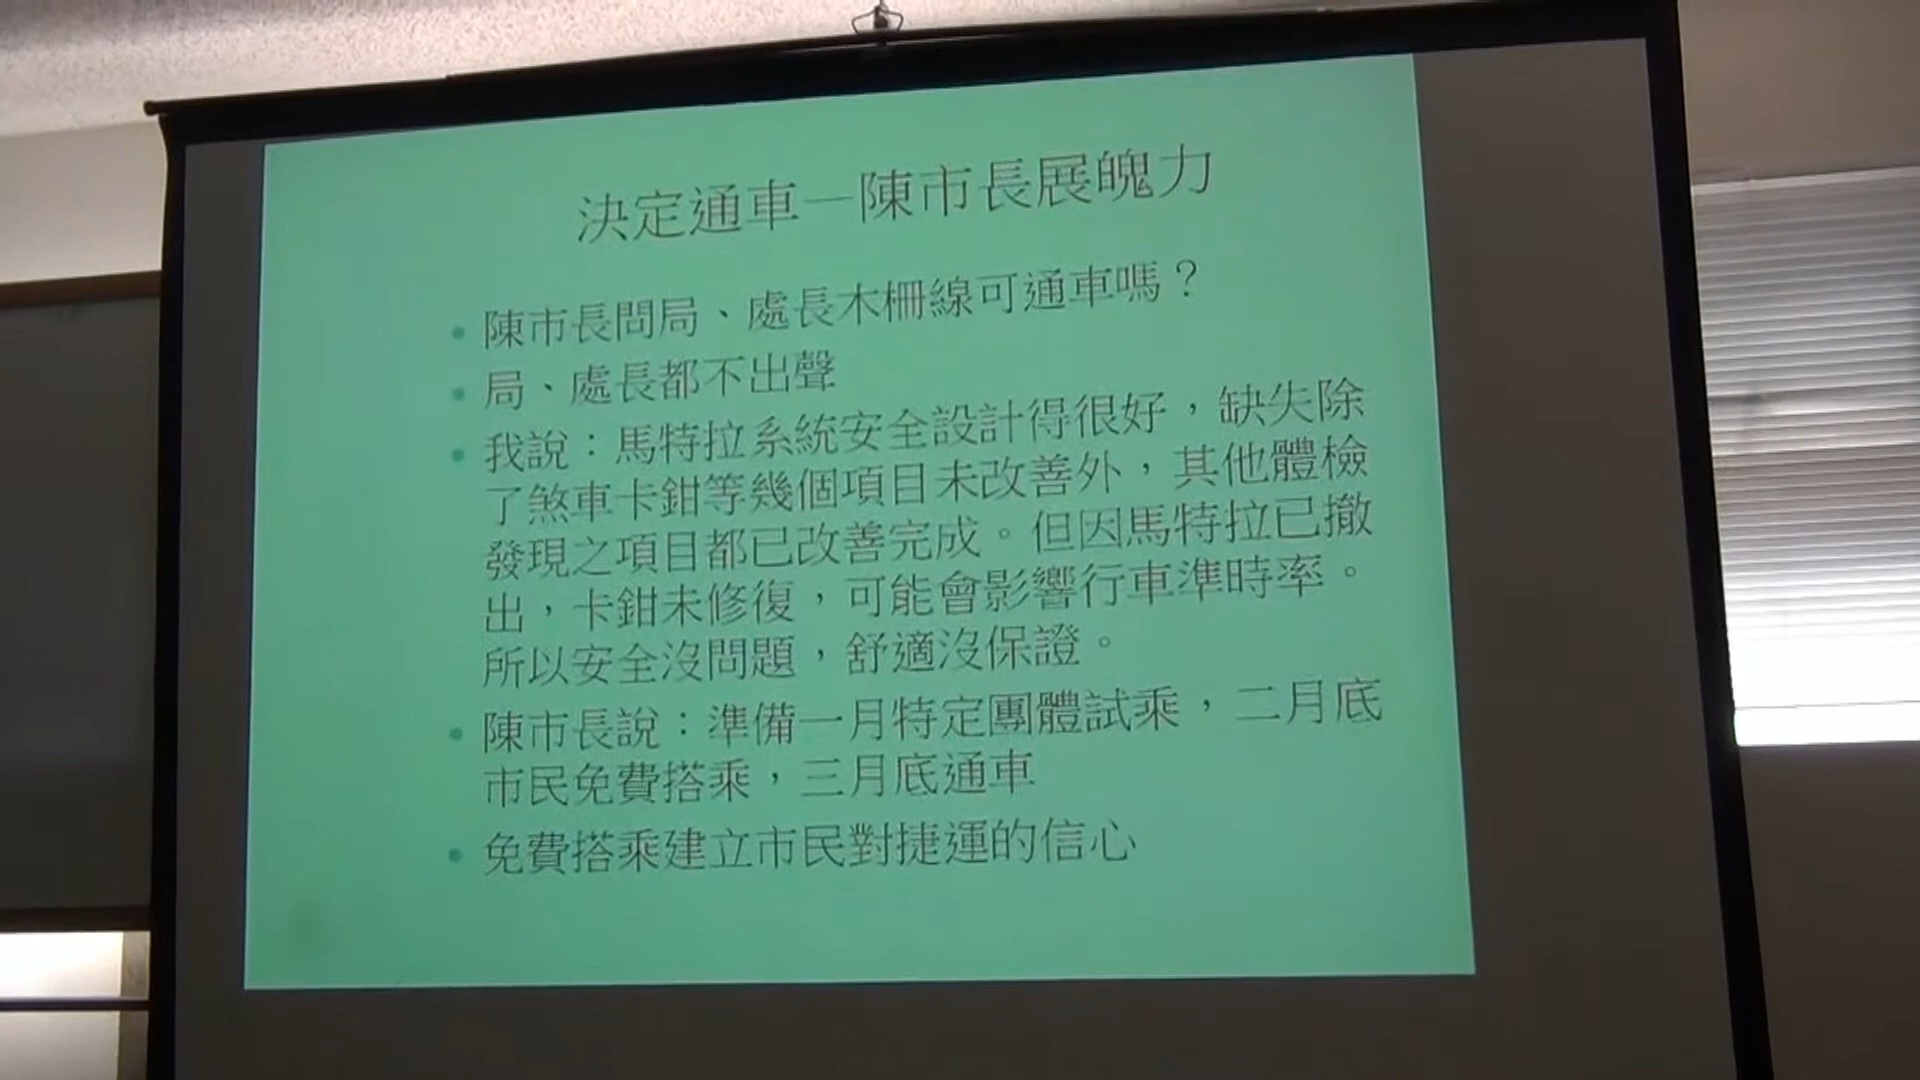 決定通車—陳市長展魄力
• 陳市長問局、處長木柵線可通車嗎？
• 局、處長都不出聲
• 我說：馬特拉系統安全設計得很好，缺失除
了煞車卡鉗等幾個項目未改善外，其他體檢
發現之項目都已改善完成。但因馬特拉已撤
出，卡鉗未修復，可能會影響行車準時率。
所以安全沒問題，舒適沒保證。
• 陳市長說：準備一月特定團體試乘，二月底
市民免費搭乘，三月底通車
• 免費搭乘建立市民對捷運的信心